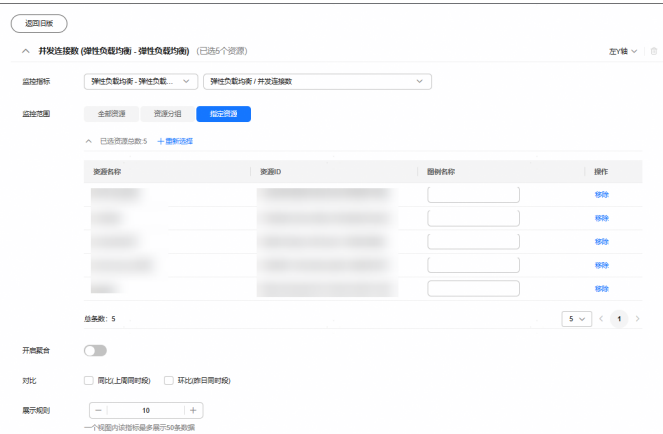 返回旧版
并发连接数 (弹性负载均衡 - 弹性负载均衡) (已选5个资源) 左Y轴
监控指标 弹性负载均衡 - 弹性负载... 弹性负载均衡 / 并发连接数
监控范围 全部资源 资源分组 指定资源
已选资源总数:5 +重新选择
资源名称 资源ID 图例名称 操作
移除
移除
移除
移除
移除
总条数: 5 5 < 1 >
开启聚合
对比 同比(上周同时段) 环比(昨日同时段)
展示规则 − 10 +
一个视图内该指标最多展示50条数据